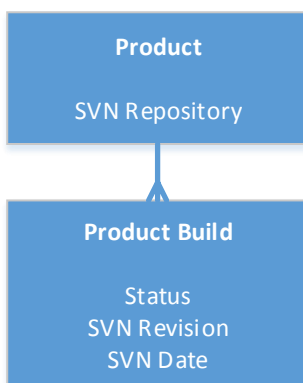 Product
SVN Repository
Product Build
Status
SVN Revision
SVN Date